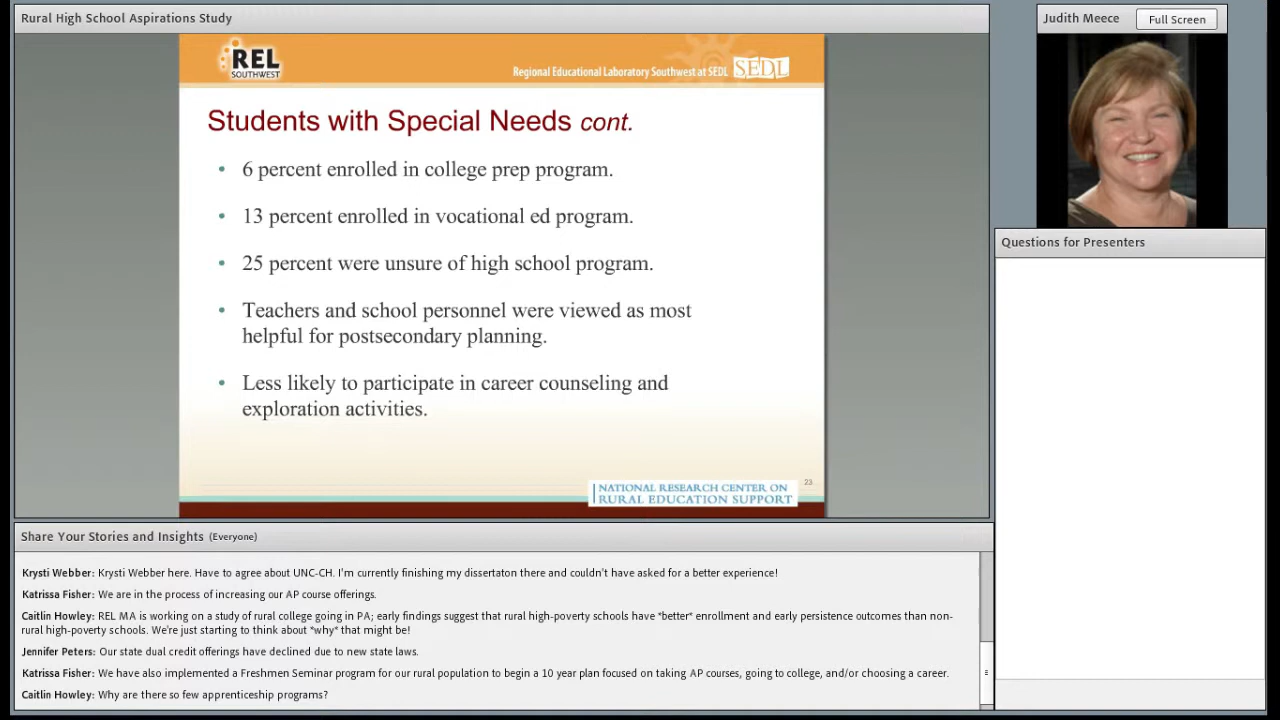 Rural High School Aspirations Study
Judith Meece
Full Screen
REL
SOUTHWEST
Regional Educational Laboratory Southwest at SEDL
SEDL
Students with Special Needs cont.
• 6 percent enrolled in college prep program.
• 13 percent enrolled in vocational ed program.
• 25 percent were unsure of high school program.
• Teachers and school personnel were viewed as most
helpful for postsecondary planning.
• Less likely to participate in career counseling and
exploration activities.
NATIONAL RESEARCH CENTER ON
RURAL EDUCATION SUPPORT
23
Questions for Presenters
Share Your Stories and Insights (Everyone)
Krysti Webber: Krysti Webber here. Have to agree about UNC-CH. I'm currently finishing my dissertaton there and couldn't have asked for a better experience!
Katrissa Fisher: We are in the process of increasing our AP course offerings.
Caitlin Howley: REL MA is working on a study of rural college going in PA; early findings suggest that rural high-poverty schools have *better* enrollment and early persistence outcomes than non-
rural high-poverty schools. We're just starting to think about *why* that might be!
Jennifer Peters: Our state dual credit offerings have declined due to new state laws.
Katrissa Fisher: We have also implemented a Freshmen Seminar program for our rural population to begin a 10 year plan focused on taking AP courses, going to college, and/or choosing a career.
Caitlin Howley: Why are there so few apprenticeship programs?